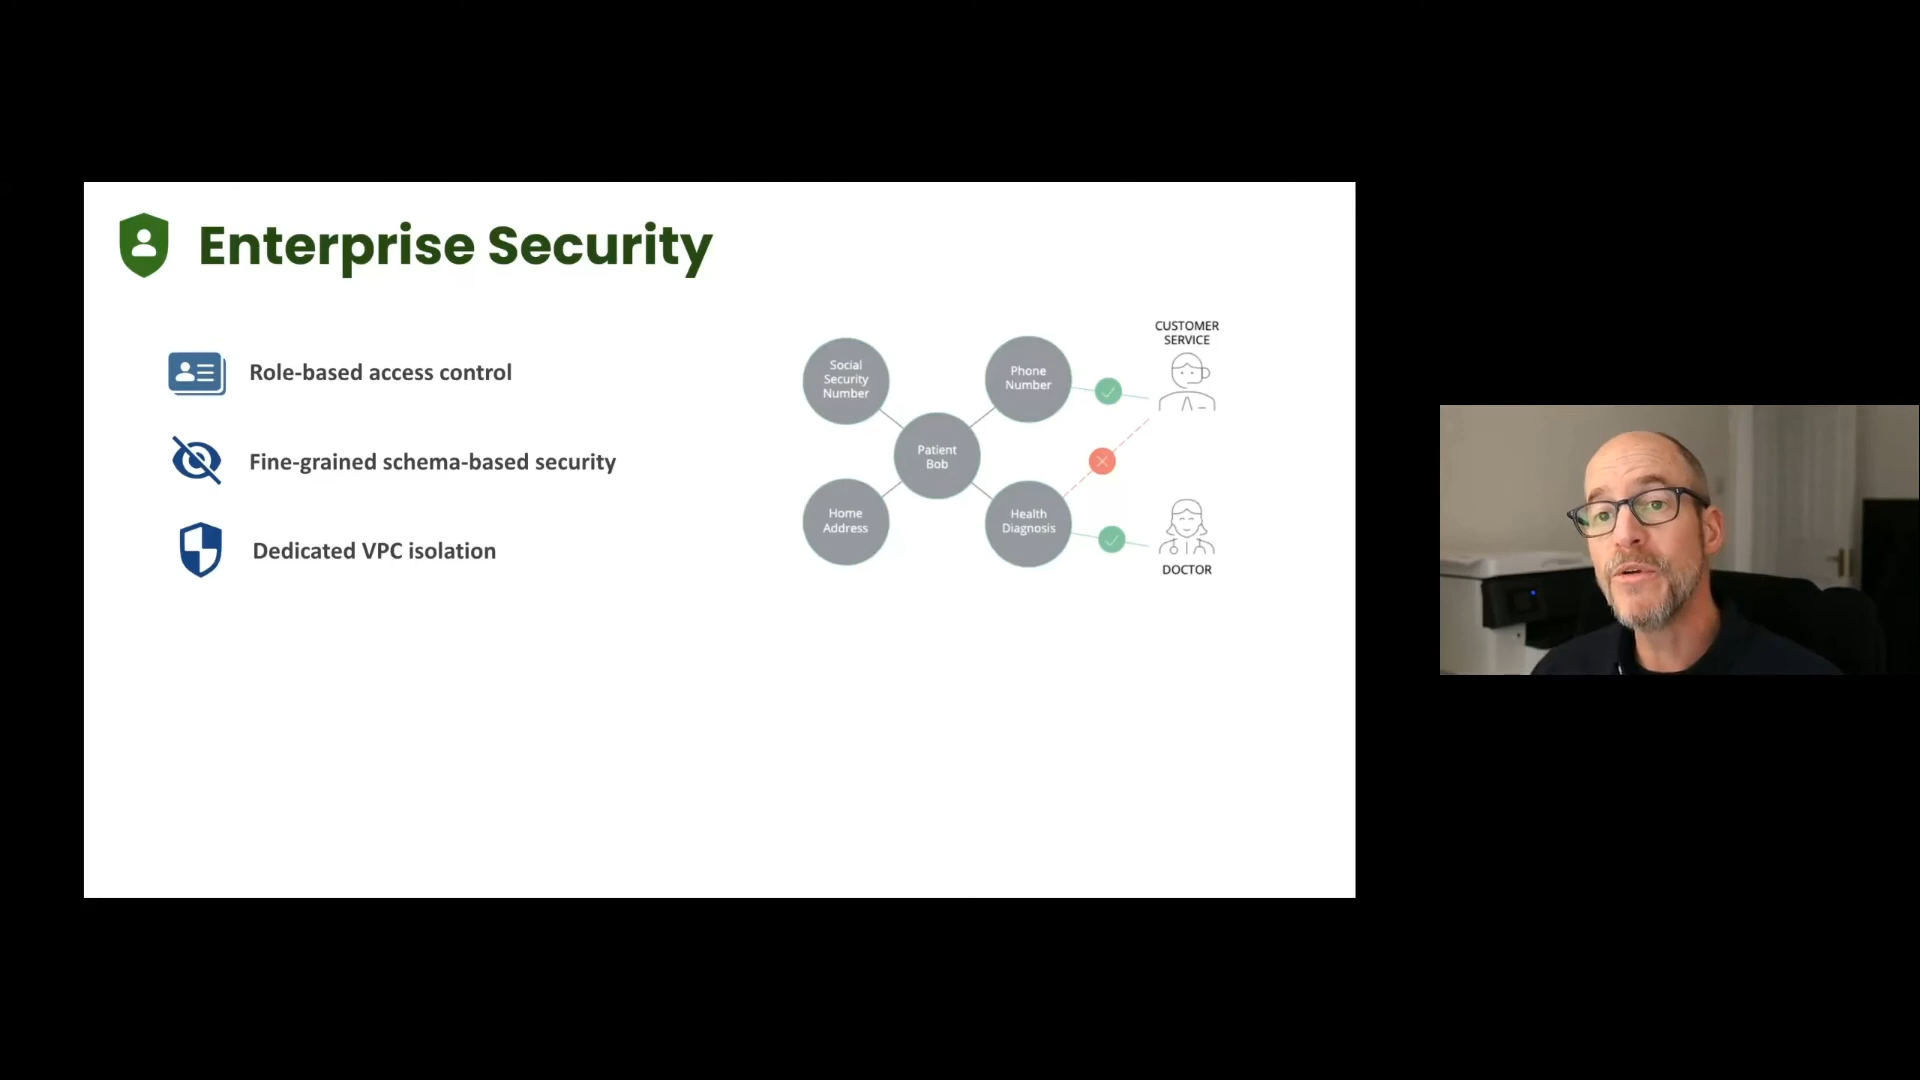 Enterprise Security
Role-based access control
Fine-grained schema-based security
Dedicated VPC isolation
Social
Security
Number
Phone
Number
Patient
Bob
Home
Address
Health
Diagnosis
CUSTOMER
SERVICE
DOCTOR